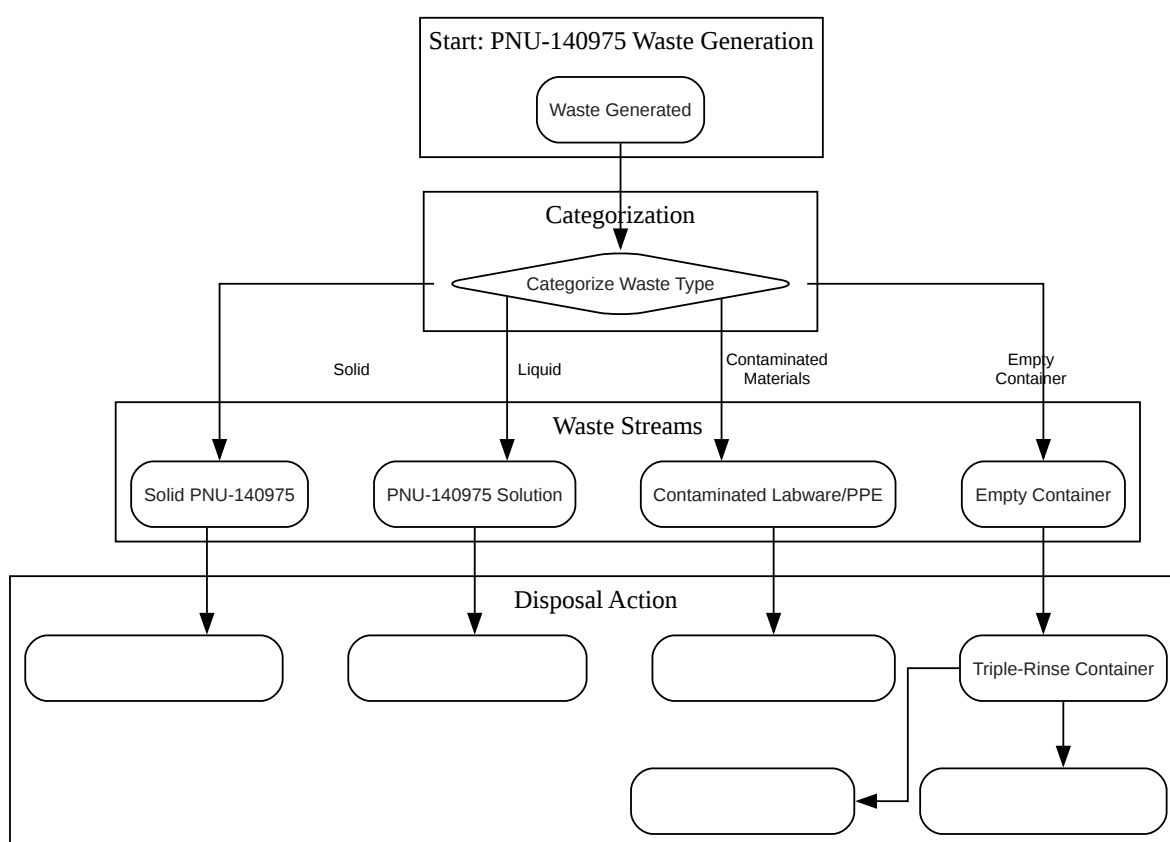 Start: PNU-140975 Waste Generation
Waste Generated
Categorization
Categorize Waste Type
Solid
Liquid
Contaminated
Materials
Empty
Container
Waste Streams
Solid PNU-140975
PNU-140975 Solution
Contaminated Labware/PPE
Empty Container
Disposal Action
Triple-Rinse Container